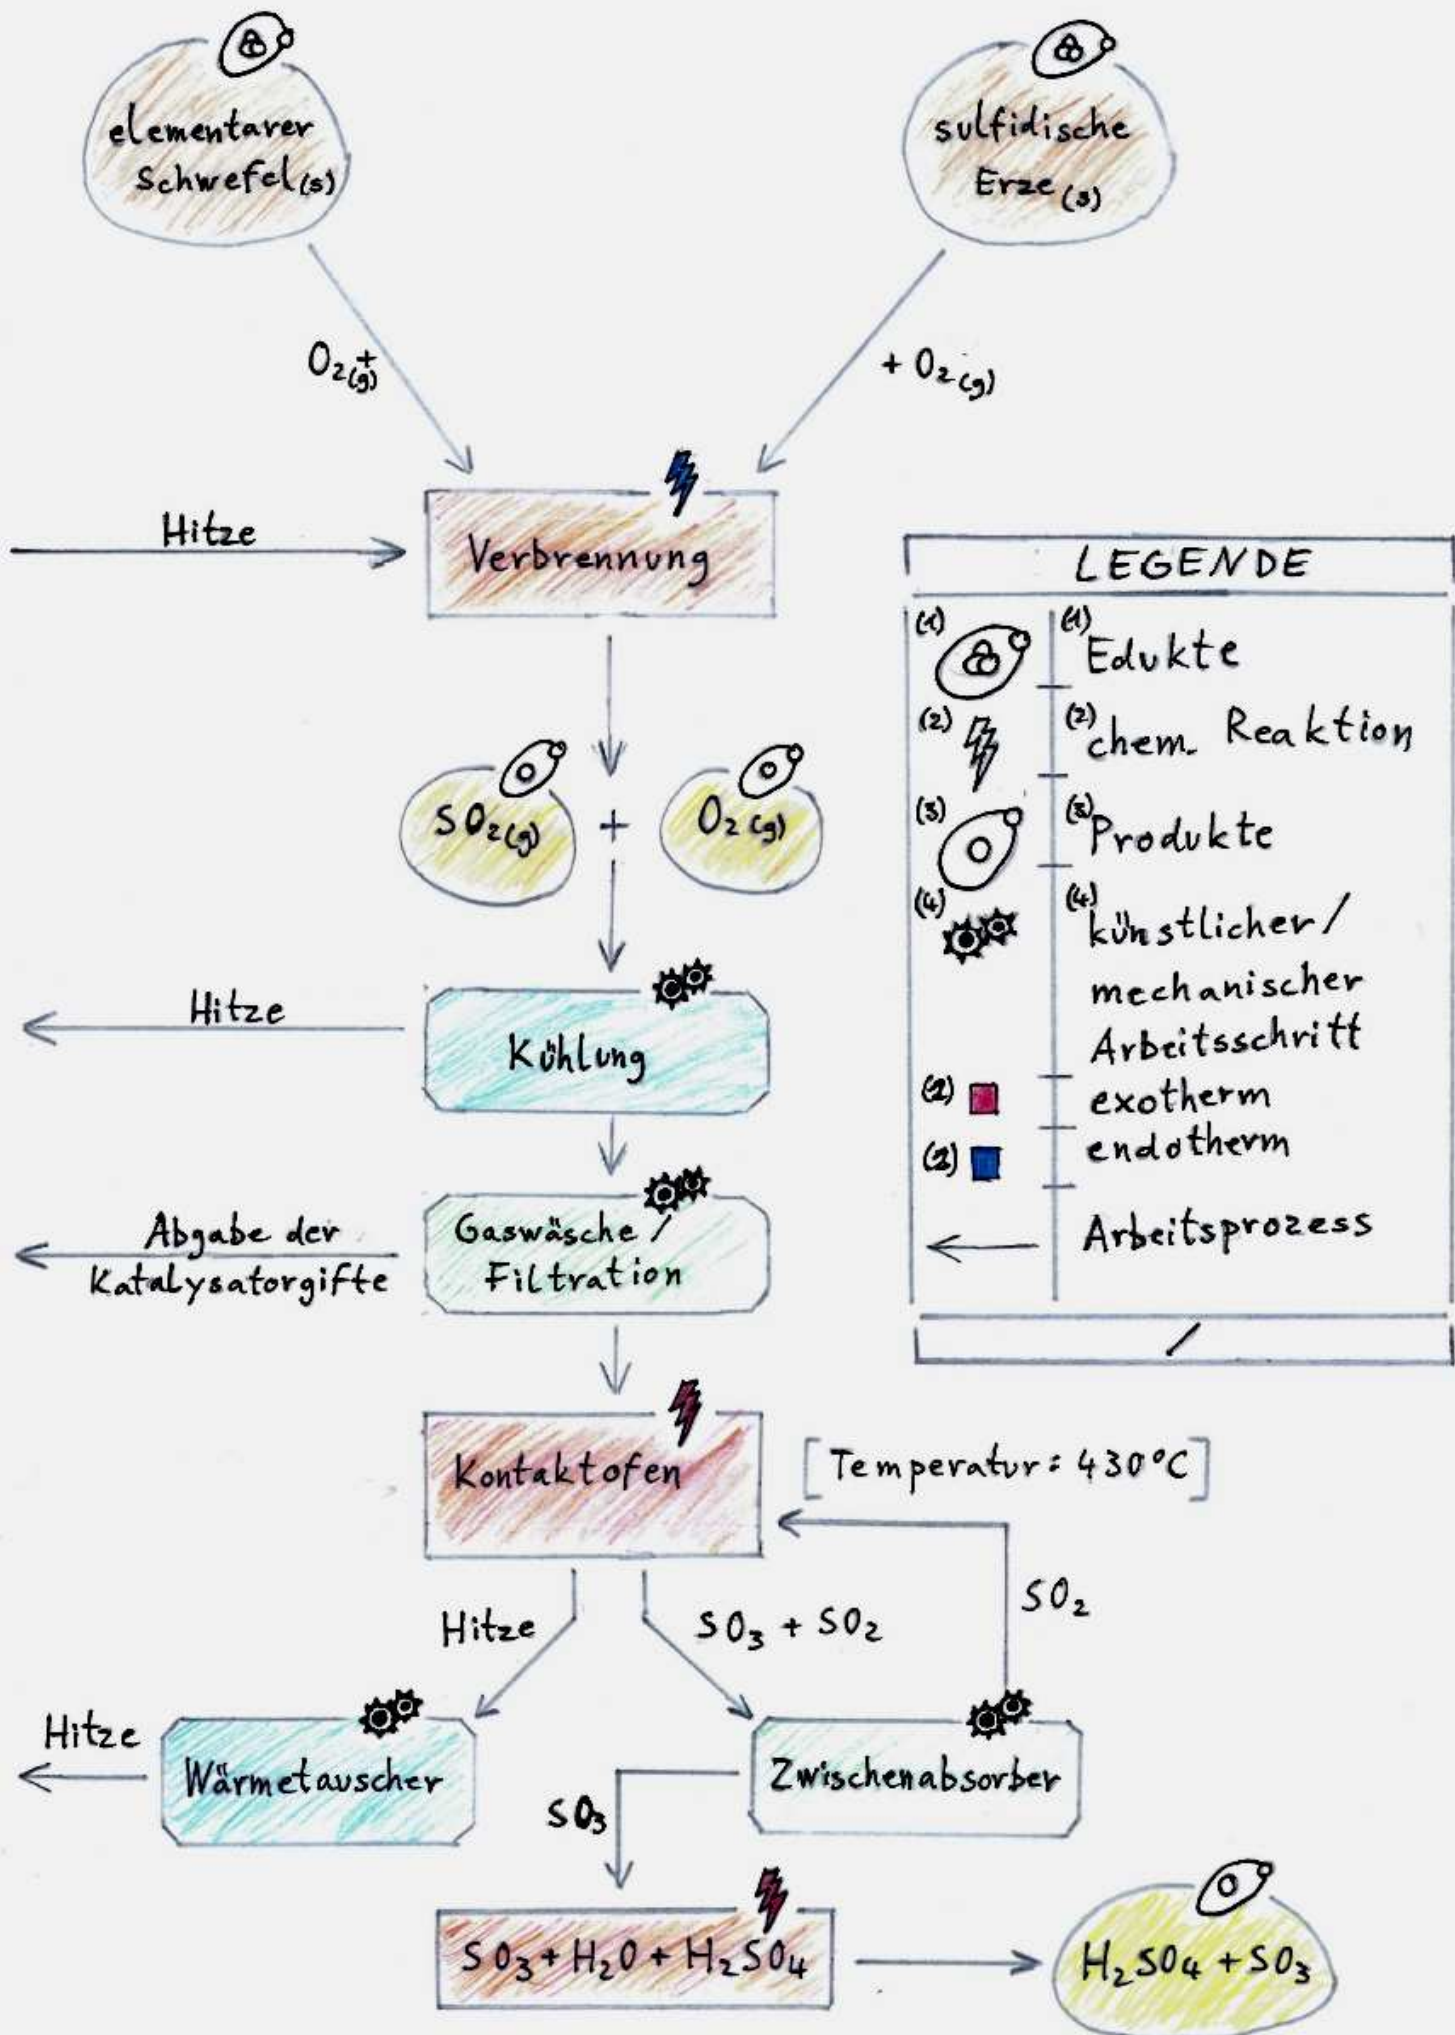 elementarer
Schwefel(s)
sulfidische
Erze(s)
O₂(g) +
+ O₂(g)
Hitze
Verbrennung
SO₂(g) + O₂(g)
Hitze
Kühlung
Abgabe der
Katalysatorgifte
Gaswäsche /
Filtration
Kontaktofen
[Temperatur: 430°C]
Hitze
SO₃ + SO₂
SO₂
Hitze
Wärmetauscher
Zwischenabsorber
SO₃
SO₃ + H₂O + H₂SO₄
H₂SO₄ + SO₃
LEGENDE
(1) (1) Edukte
(2) (2) chem. Reaktion
(3) (3) Produkte
(4) (4) künstlicher/
mechanischer
Arbeitsschritt
(2) exotherm
(2) endotherm
Arbeitsprozess
/